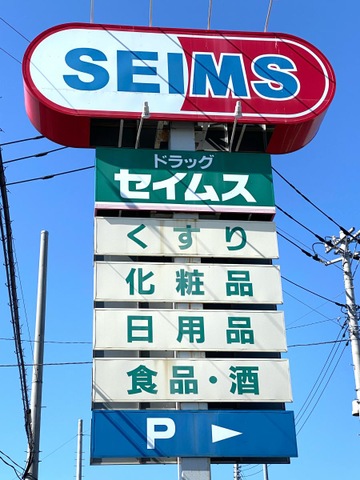 SEIMS
ドラッグ
セイムス
くすり
化粧品
日用品
食品・酒
P